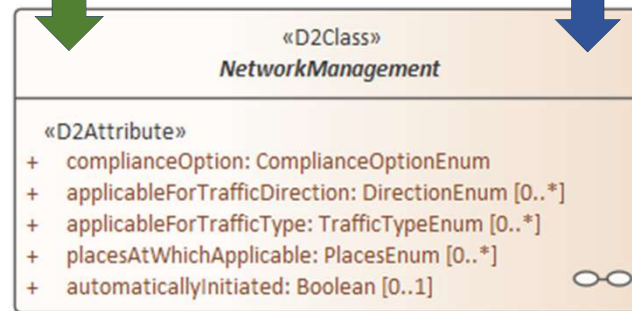 «D2Class»
NetworkManagement
«D2Attribute»
+ complianceOption: ComplianceOptionEnum
+ applicableForTrafficDirection: DirectionEnum [0..*]
+ applicableForTrafficType: TrafficTypeEnum [0..*]
+ placesAtWhichApplicable: PlacesEnum [0..*]
+ automaticallyInitiated: Boolean [0..1]